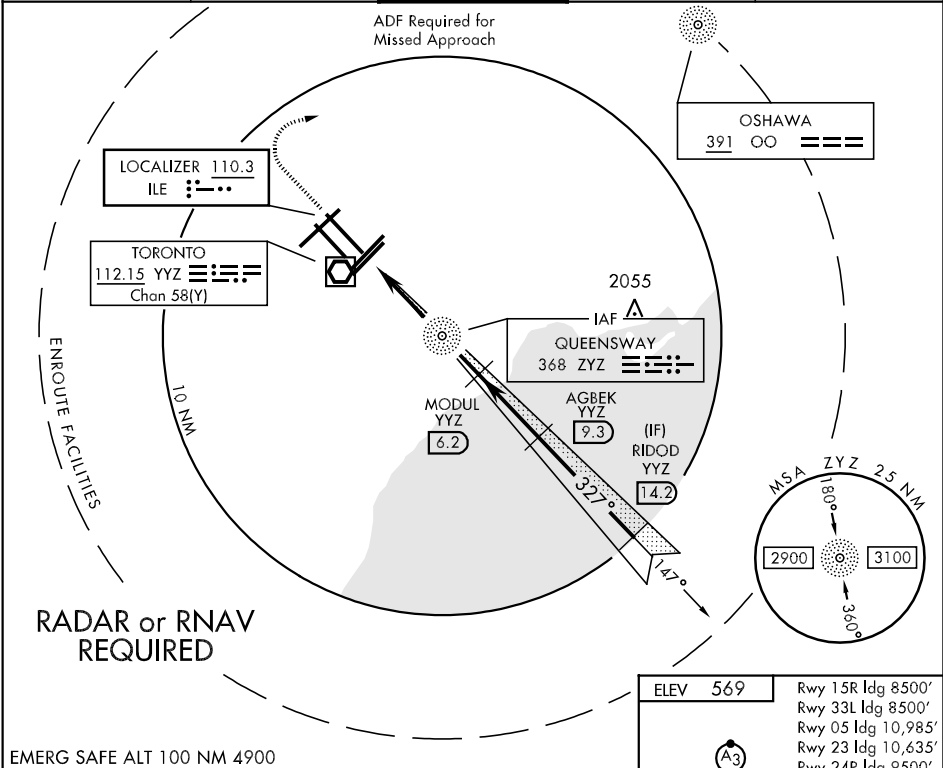 ADF Required for
Missed Approach
OSHAWA
391 OO
LOCALIZER 110.3
ILE
TORONTO
112.15 YYZ
Chan 58(Y)
2055
IAF
QUEENSWAY
368 ZYZ
ENROUTE FACILITIES
10 NM
MODUL
YYZ
6.2
AGBEK
YYZ
9.3
(IF)
RIDOD
YYZ
14.2
327°
147°
MSA ZYZ 25 NM
180°
2900
3100
360°
RADAR or RNAV
REQUIRED
EMERG SAFE ALT 100 NM 4900
ELEV 569
A3
Rwy 15R ldg 8500'
Rwy 33L ldg 8500'
Rwy 05 ldg 10,985'
Rwy 23 ldg 10,635'
Rwy 24R ldg 9500'